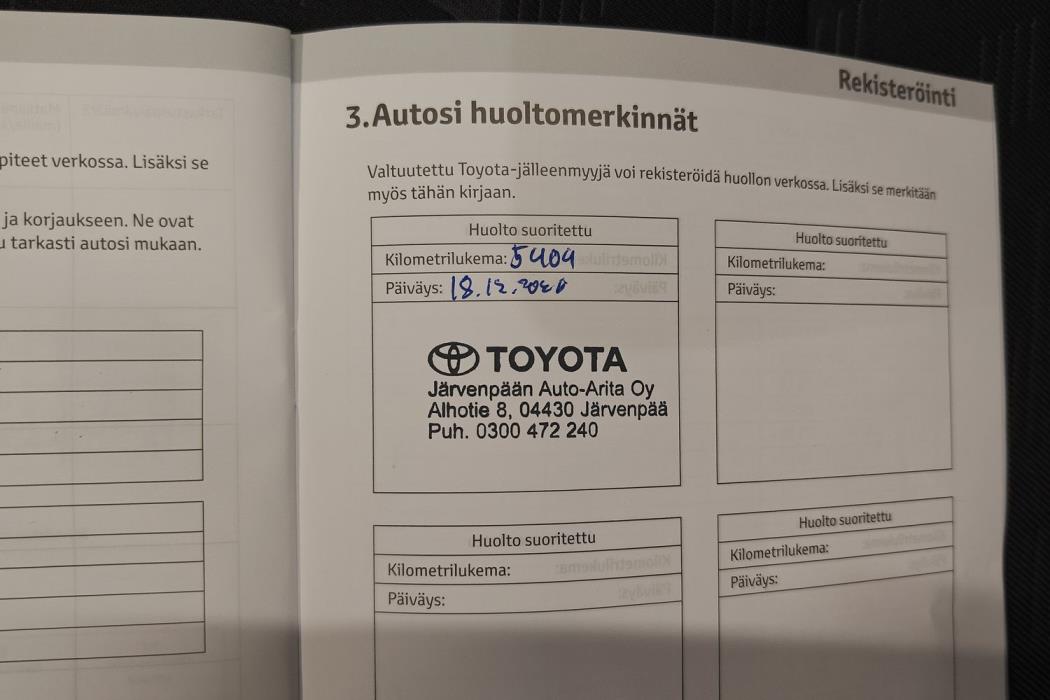 piteet verkossa. Lisäksi se
ja korjaukseen. Ne ovat
tarkasti autosi mukaan.
Rekisteröinti
3. Autosi huoltomerkinnät
Valtuutettu Toyota-jälleenmyyjä voi rekisteröidä huollon verkossa. Lisäksi se merkitään
myös tähän kirjaan.
Huolto suoritettu
Kilometrilukema: 5404
Päiväys: 18.12.2020
TOYOTA
Järvenpään Auto-Arita Oy
Alhotie 8, 04430 Järvenpää
Puh. 0300 472 240
Huolto suoritettu
Kilometrilukema:
Päiväys:
Huolto suoritettu
Kilometrilukema:
Päiväys:
Huolto suoritettu
Kilometrilukema:
Päiväys: